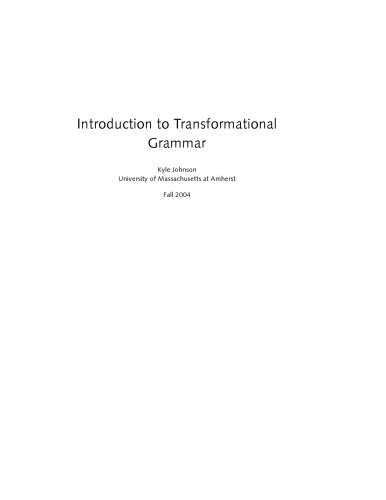 Introduction to Transformational
Grammar
Kyle Johnson
University of Massachusetts at Amherst
Fall 2004